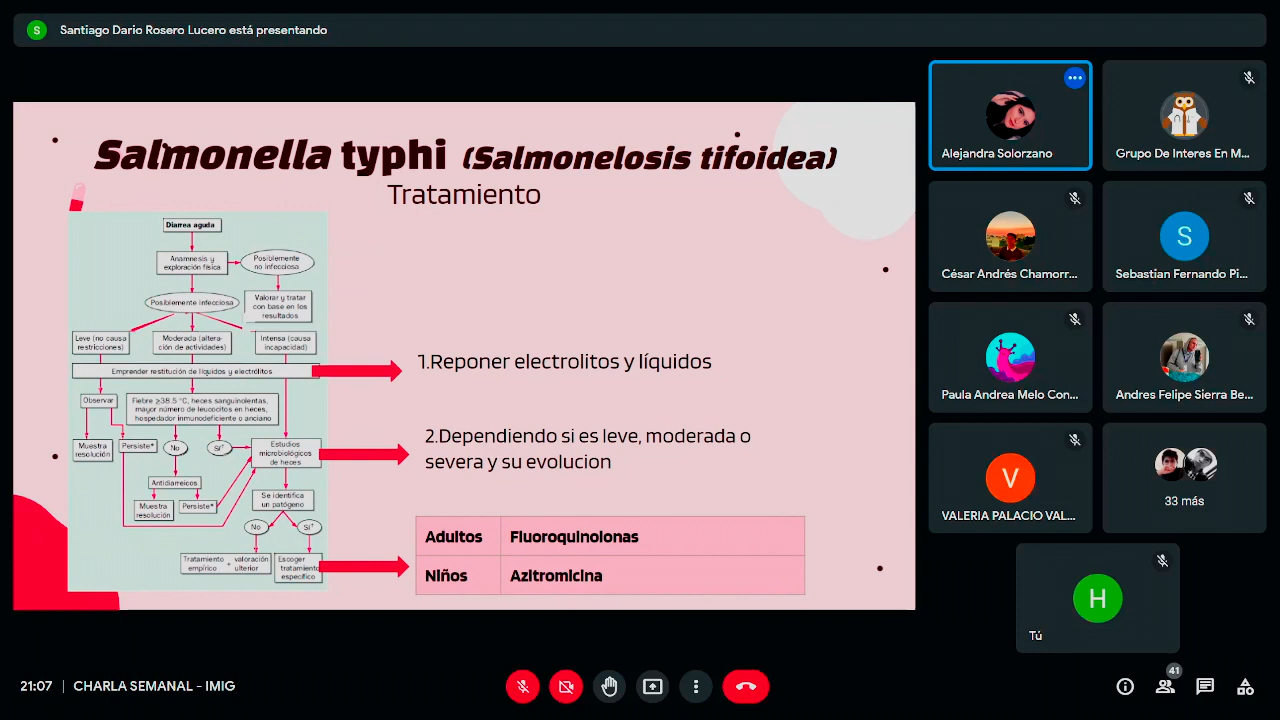 S
Santiago Dario Rosero Lucero está presentando
Salmonella typhi (Salmonelosis tifoidea)
Tratamiento
Diarrea aguda
Anamnesis y
exploración física
Posiblemente
no infecciosa
Posiblemente infecciosa
Valorar y tratar
con base en los
resultados
Leve (no causa
restricciones)
Moderada (altera-
ción de actividades)
Intensa (causa
incapacidad)
Emprender restitución de líquidos y electrólitos
Observar
Fiebre ≥38.5 °C, heces sanguinolentas,
mayor número de leucocitos en heces,
hospedador inmunodeficiente o anciano
Muestra
resolución
Persiste*
No
Sí†
Estudios
microbiológicos
de heces
Antidiarreicos
Muestra
resolución
Persiste*
Se identifica
un patógeno
No
Sí†
Tratamiento
empírico
+
valoración
ulterior
Escoger
tratamiento
específico
1.Reponer electrolitos y líquidos
2.Dependiendo si es leve, moderada o
severa y su evolucion
Adultos Fluoroquinolonas
Niños Azitromicina
Alejandra Solorzano
Grupo De Interes En M...
César Andrés Chamorr...
S
Sebastian Fernando Pi...
Paula Andrea Melo Con...
Andres Felipe Sierra Be...
V
VALERIA PALACIO VAL...
33 más
H
Tú
21:07 | CHARLA SEMANAL - IMIG
41